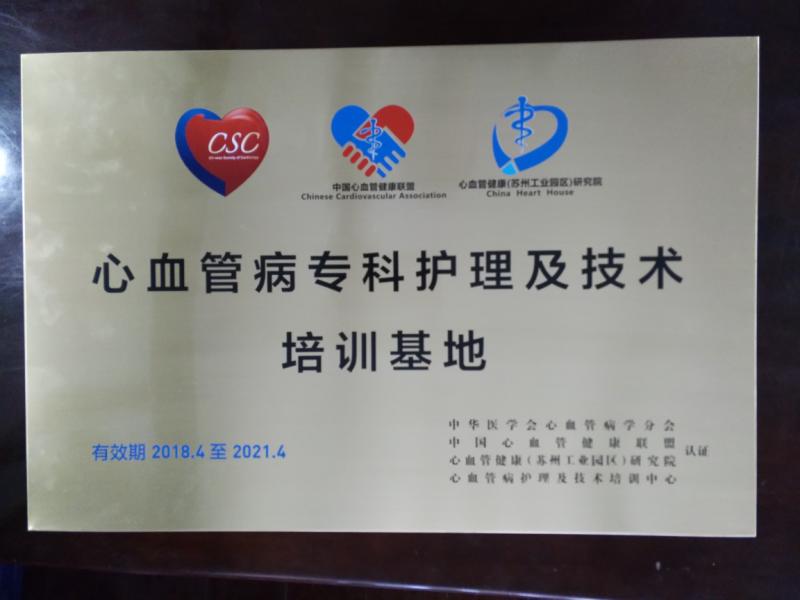 CSC
Chinese Society of Cardiology
中国心血管健康联盟
Chinese Cardiovascular Association
心血管健康(苏州工业园区)研究院
China Heart House
心血管病专科护理及技术
培训基地
有效期 2018.4 至 2021.4
中华医学会心血管病学分会
中国心血管健康联盟
心血管健康(苏州工业园区)研究院
心血管病护理及技术培训中心
认证